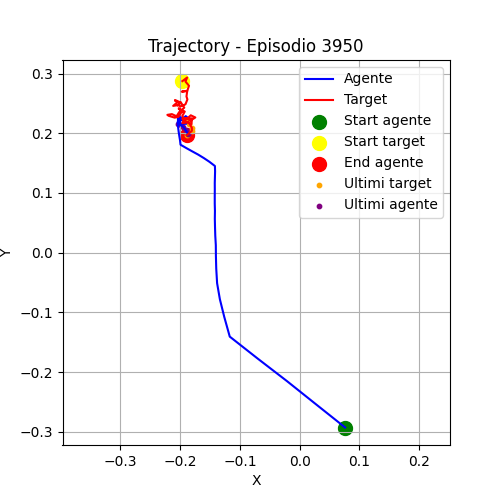 Trajectory - Episodio 3950
Agente
Target
Start agente
Start target
End agente
Ultimi target
Ultimi agente
Y
0.3
0.2
0.1
0.0
−0.1
−0.2
−0.3
−0.3
−0.2
−0.1
0.0
0.1
0.2
X